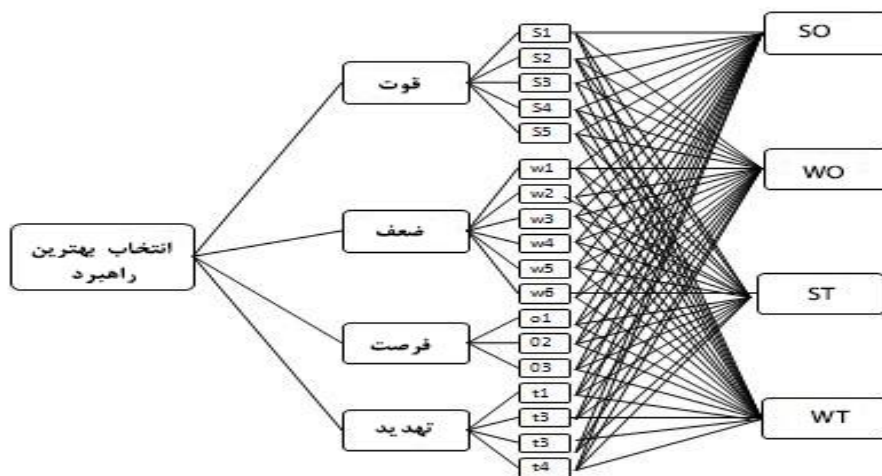 انتخاب بهترین
راهبرد
قوت
ضعف
فرصت
تهدید
S1
S2
S3
S4
S5
w1
w2
w3
w4
w5
w6
o1
O2
O3
t1
t3
t3
t4
SO
WO
ST
WT